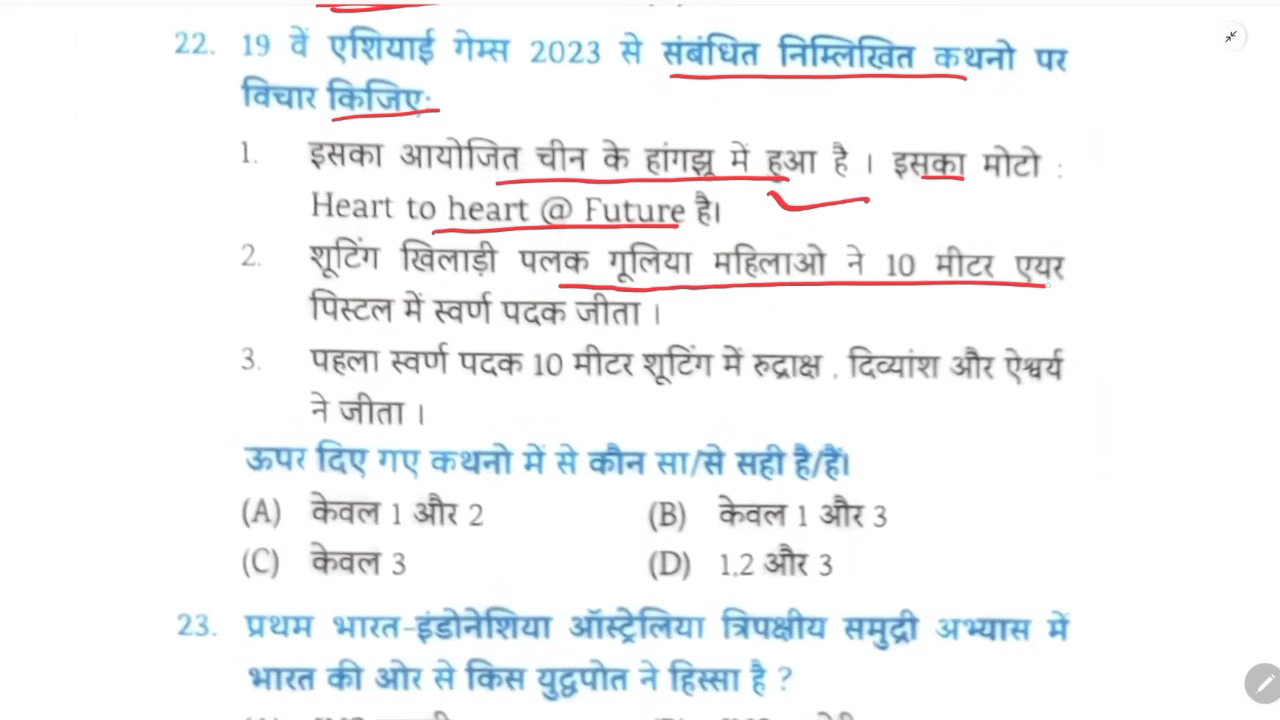 22. 19 वें एशियाई गेम्स 2023 से संबंधित निम्लिखित कथनो पर
विचार किजिए:
1. इसका आयोजित चीन के हांगझू में हुआ है । इसका मोटो :
Heart to heart @ Future है।
2. शूटिंग खिलाड़ी पलक गूलिया महिलाओ ने 10 मीटर एयर
पिस्टल में स्वर्ण पदक जीता ।
3. पहला स्वर्ण पदक 10 मीटर शूटिंग में रुद्राक्ष , दिव्यांश और ऐश्वर्य
ने जीता ।
ऊपर दिए गए कथनो में से कौन सा/से सही है/हैं।
(A) केवल 1 और 2 (B) केवल 1 और 3
(C) केवल 3 (D) 1,2 और 3
23. प्रथम भारत-इंडोनेशिया ऑस्ट्रेलिया त्रिपक्षीय समुद्री अभ्यास में
भारत की ओर से किस युद्वपोत ने हिस्सा है ?